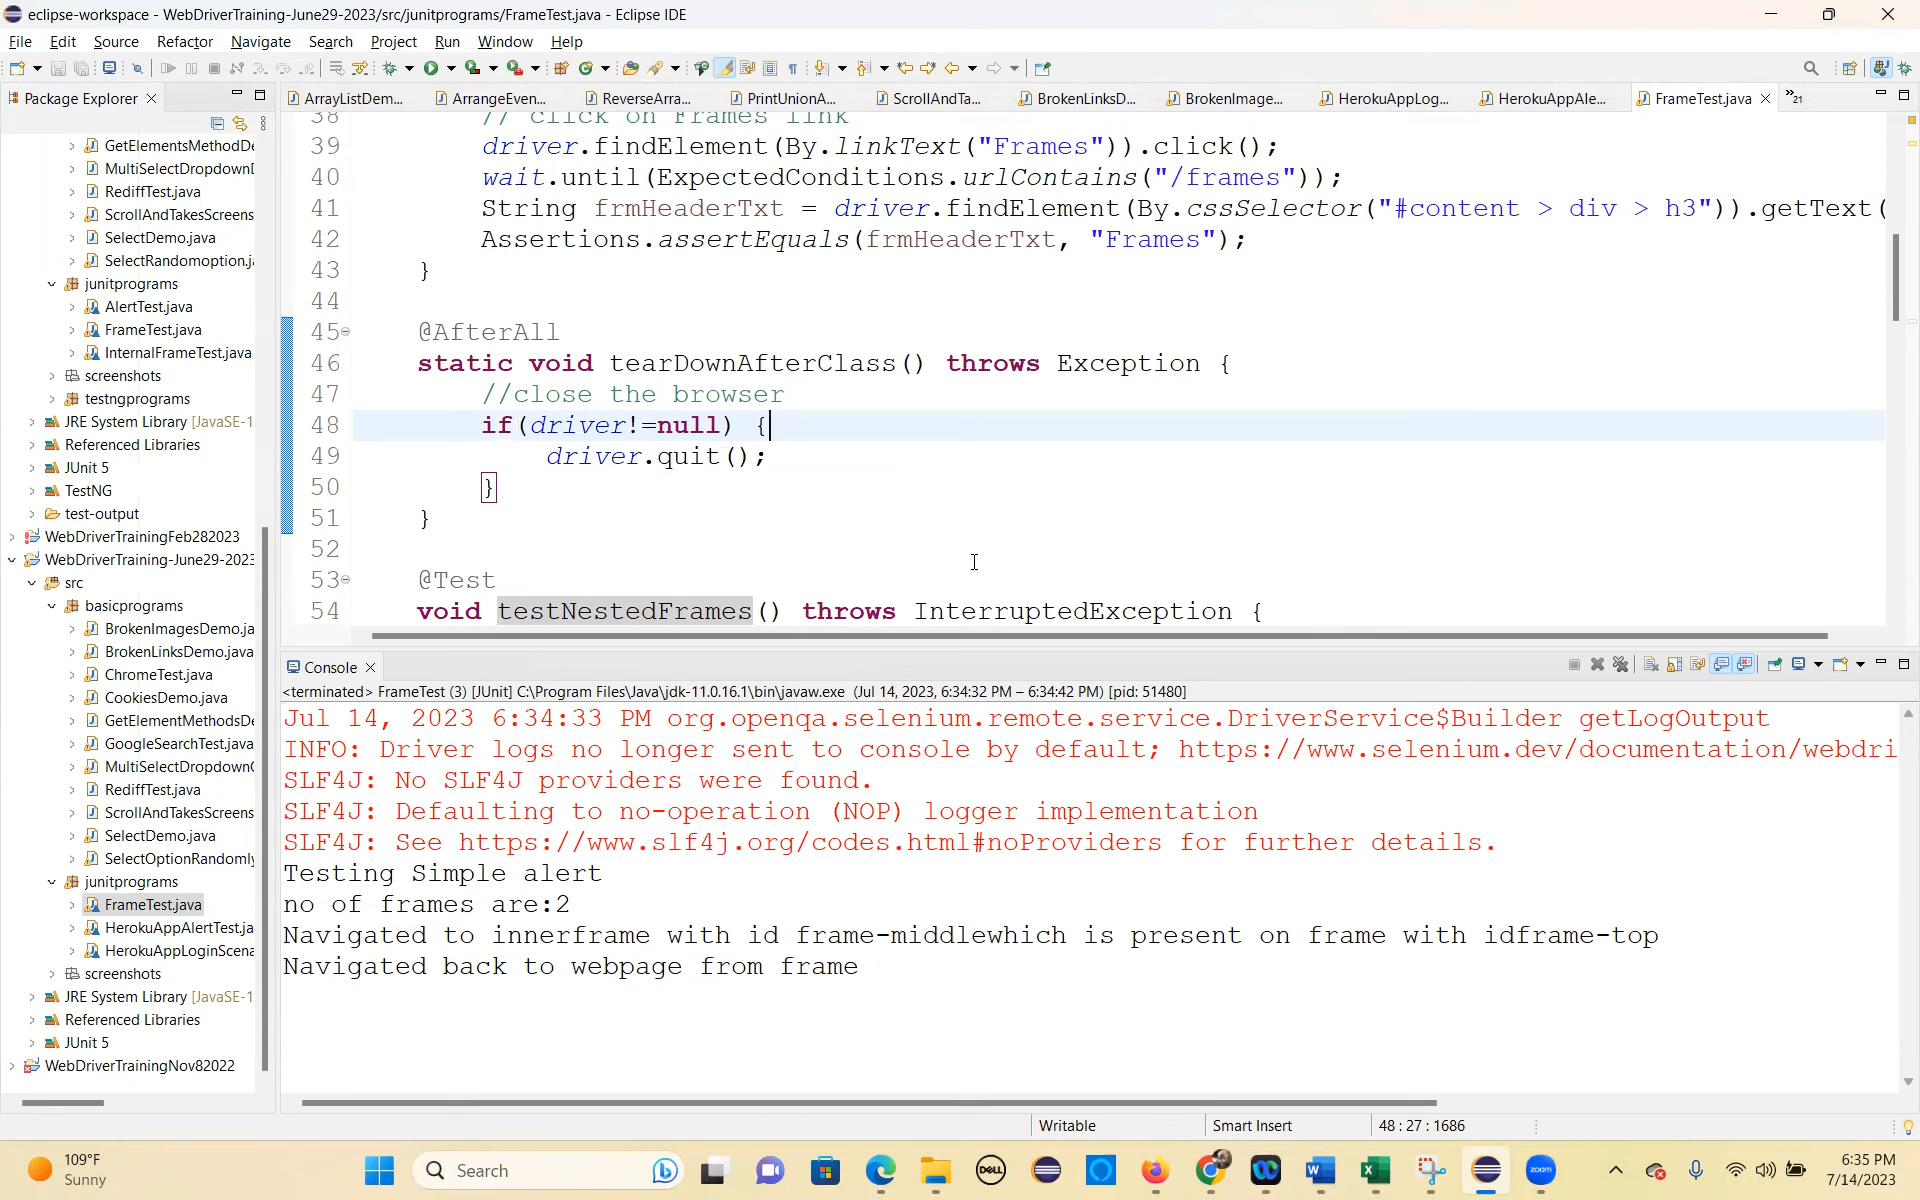 eclipse-workspace - WebDriverTraining-June29-2023/src/junitprograms/FrameTest.java - Eclipse IDE
File Edit Source Refactor Navigate Search Project Run Window Help
Package Explorer
ArrayListDem... ArrangeEven... ReverseArra... PrintUnionA... ScrollAndTa... BrokenLinksD... BrokenImage... HerokuAppLog... HerokuAppAle... FrameTest.java »21
GetElementsMethodDe
MultiSelectDropdownD
RediffTest.java
ScrollAndTakesScreens
SelectDemo.java
SelectRandomoption.ja
junitprograms
AlertTest.java
FrameTest.java
InternalFrameTest.java
screenshots
testngprograms
JRE System Library [JavaSE-1
Referenced Libraries
JUnit 5
TestNG
test-output
WebDriverTrainingFeb282023
WebDriverTraining-June29-2023
src
basicprograms
BrokenImagesDemo.ja
BrokenLinksDemo.java
ChromeTest.java
CookiesDemo.java
GetElementMethodsDe
GoogleSearchTest.java
MultiSelectDropdown
RediffTest.java
ScrollAndTakesScreens
SelectDemo.java
SelectOptionRandomly
junitprograms
FrameTest.java
HerokuAppAlertTest.ja
HerokuAppLoginScena
screenshots
JRE System Library [JavaSE-1
Referenced Libraries
JUnit 5
WebDriverTrainingNov82022
38 // click on Frames link
39 driver.findElement(By.linkText("Frames")).click();
40 wait.until(ExpectedConditions.urlContains("/frames"));
41 String frmHeaderTxt = driver.findElement(By.cssSelector("#content > div > h3")).getText(
42 Assertions.assertEquals(frmHeaderTxt, "Frames");
43 }
44
45 @AfterAll
46 static void tearDownAfterClass() throws Exception {
47 //close the browser
48 if(driver!=null) {
49 driver.quit();
50 }
51 }
52
53 @Test
54 void testNestedFrames() throws InterruptedException {
Console
<terminated> FrameTest (3) [JUnit] C:\Program Files\Java\jdk-11.0.16.1\bin\javaw.exe (Jul 14, 2023, 6:34:32 PM – 6:34:42 PM) [pid: 51480]
Jul 14, 2023 6:34:33 PM org.openqa.selenium.remote.service.DriverService$Builder getLogOutput
INFO: Driver logs no longer sent to console by default; https://www.selenium.dev/documentation/webdri
SLF4J: No SLF4J providers were found.
SLF4J: Defaulting to no-operation (NOP) logger implementation
SLF4J: See https://www.slf4j.org/codes.html#noProviders for further details.
Testing Simple alert
no of frames are:2
Navigated to innerframe with id frame-middlewhich is present on frame with idframe-top
Navigated back to webpage from frame
Writable Smart Insert 48 : 27 : 1686
109°F
Sunny
Search
DELL
zoom
6:35 PM
7/14/2023